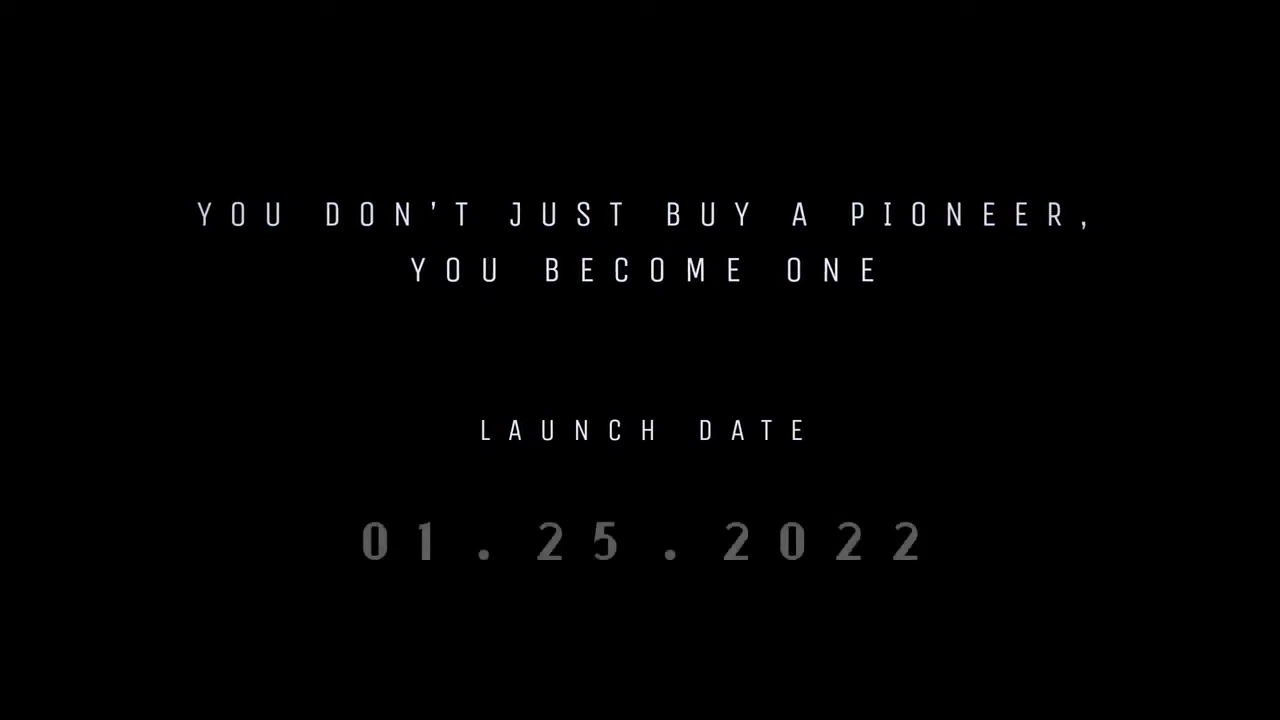 YOU DON'T JUST BUY A PIONEER,
YOU BECOME ONE
LAUNCH DATE
01.25.2022